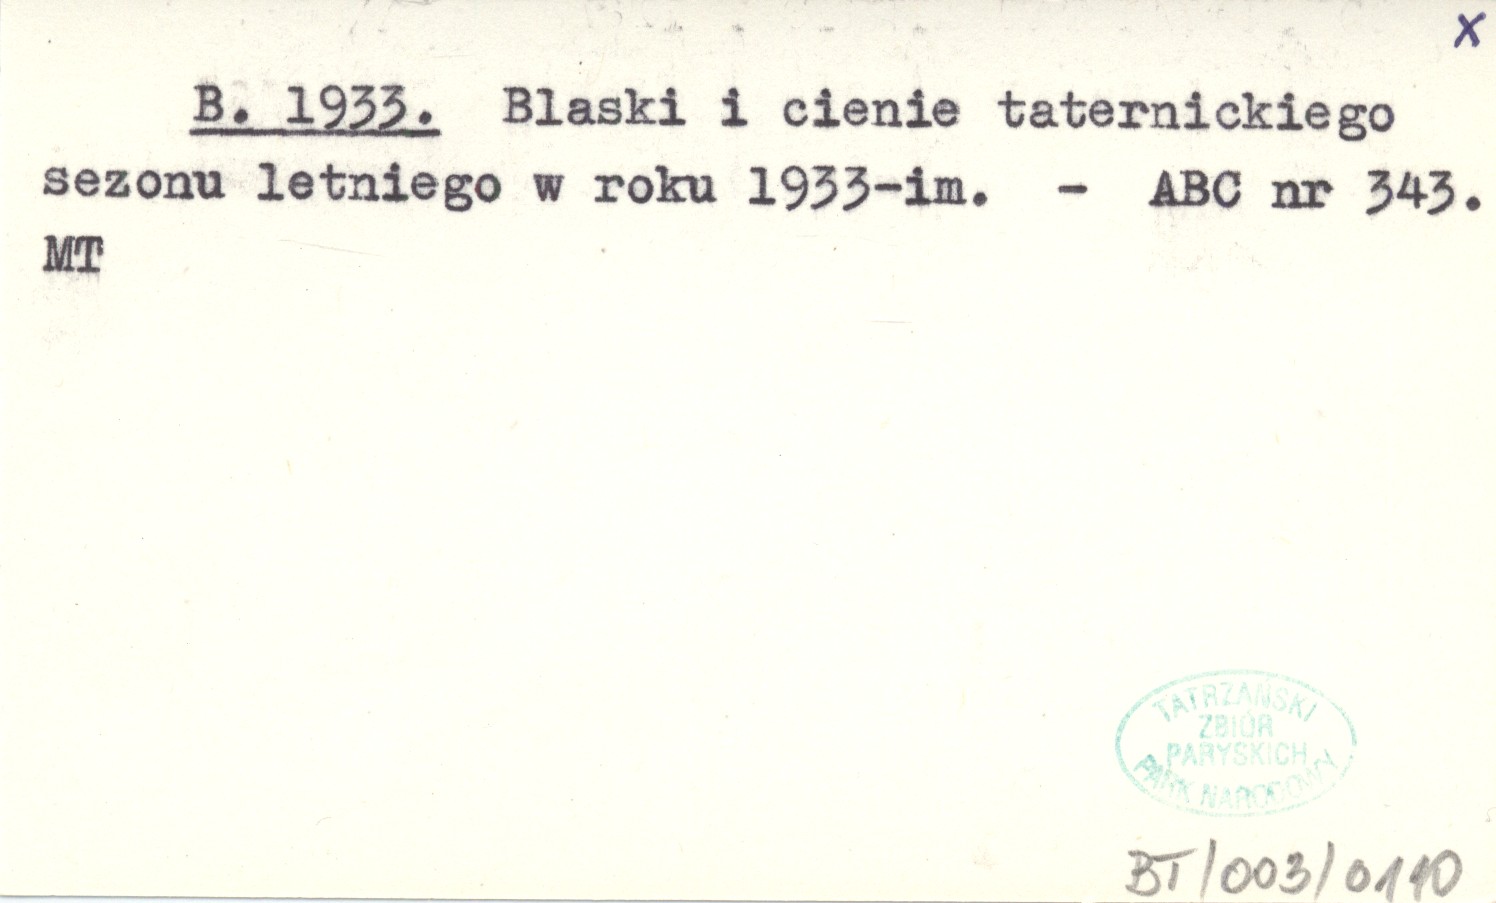 x
B. 1933. Blaski i cienie taternickiego
sezonu letniego w roku 1933-im. - ABC nr 343.
MT
TATRZAŃSKI
ZBIÓR
PARYSKICH
PARK NARODOWY
BT/003/0110